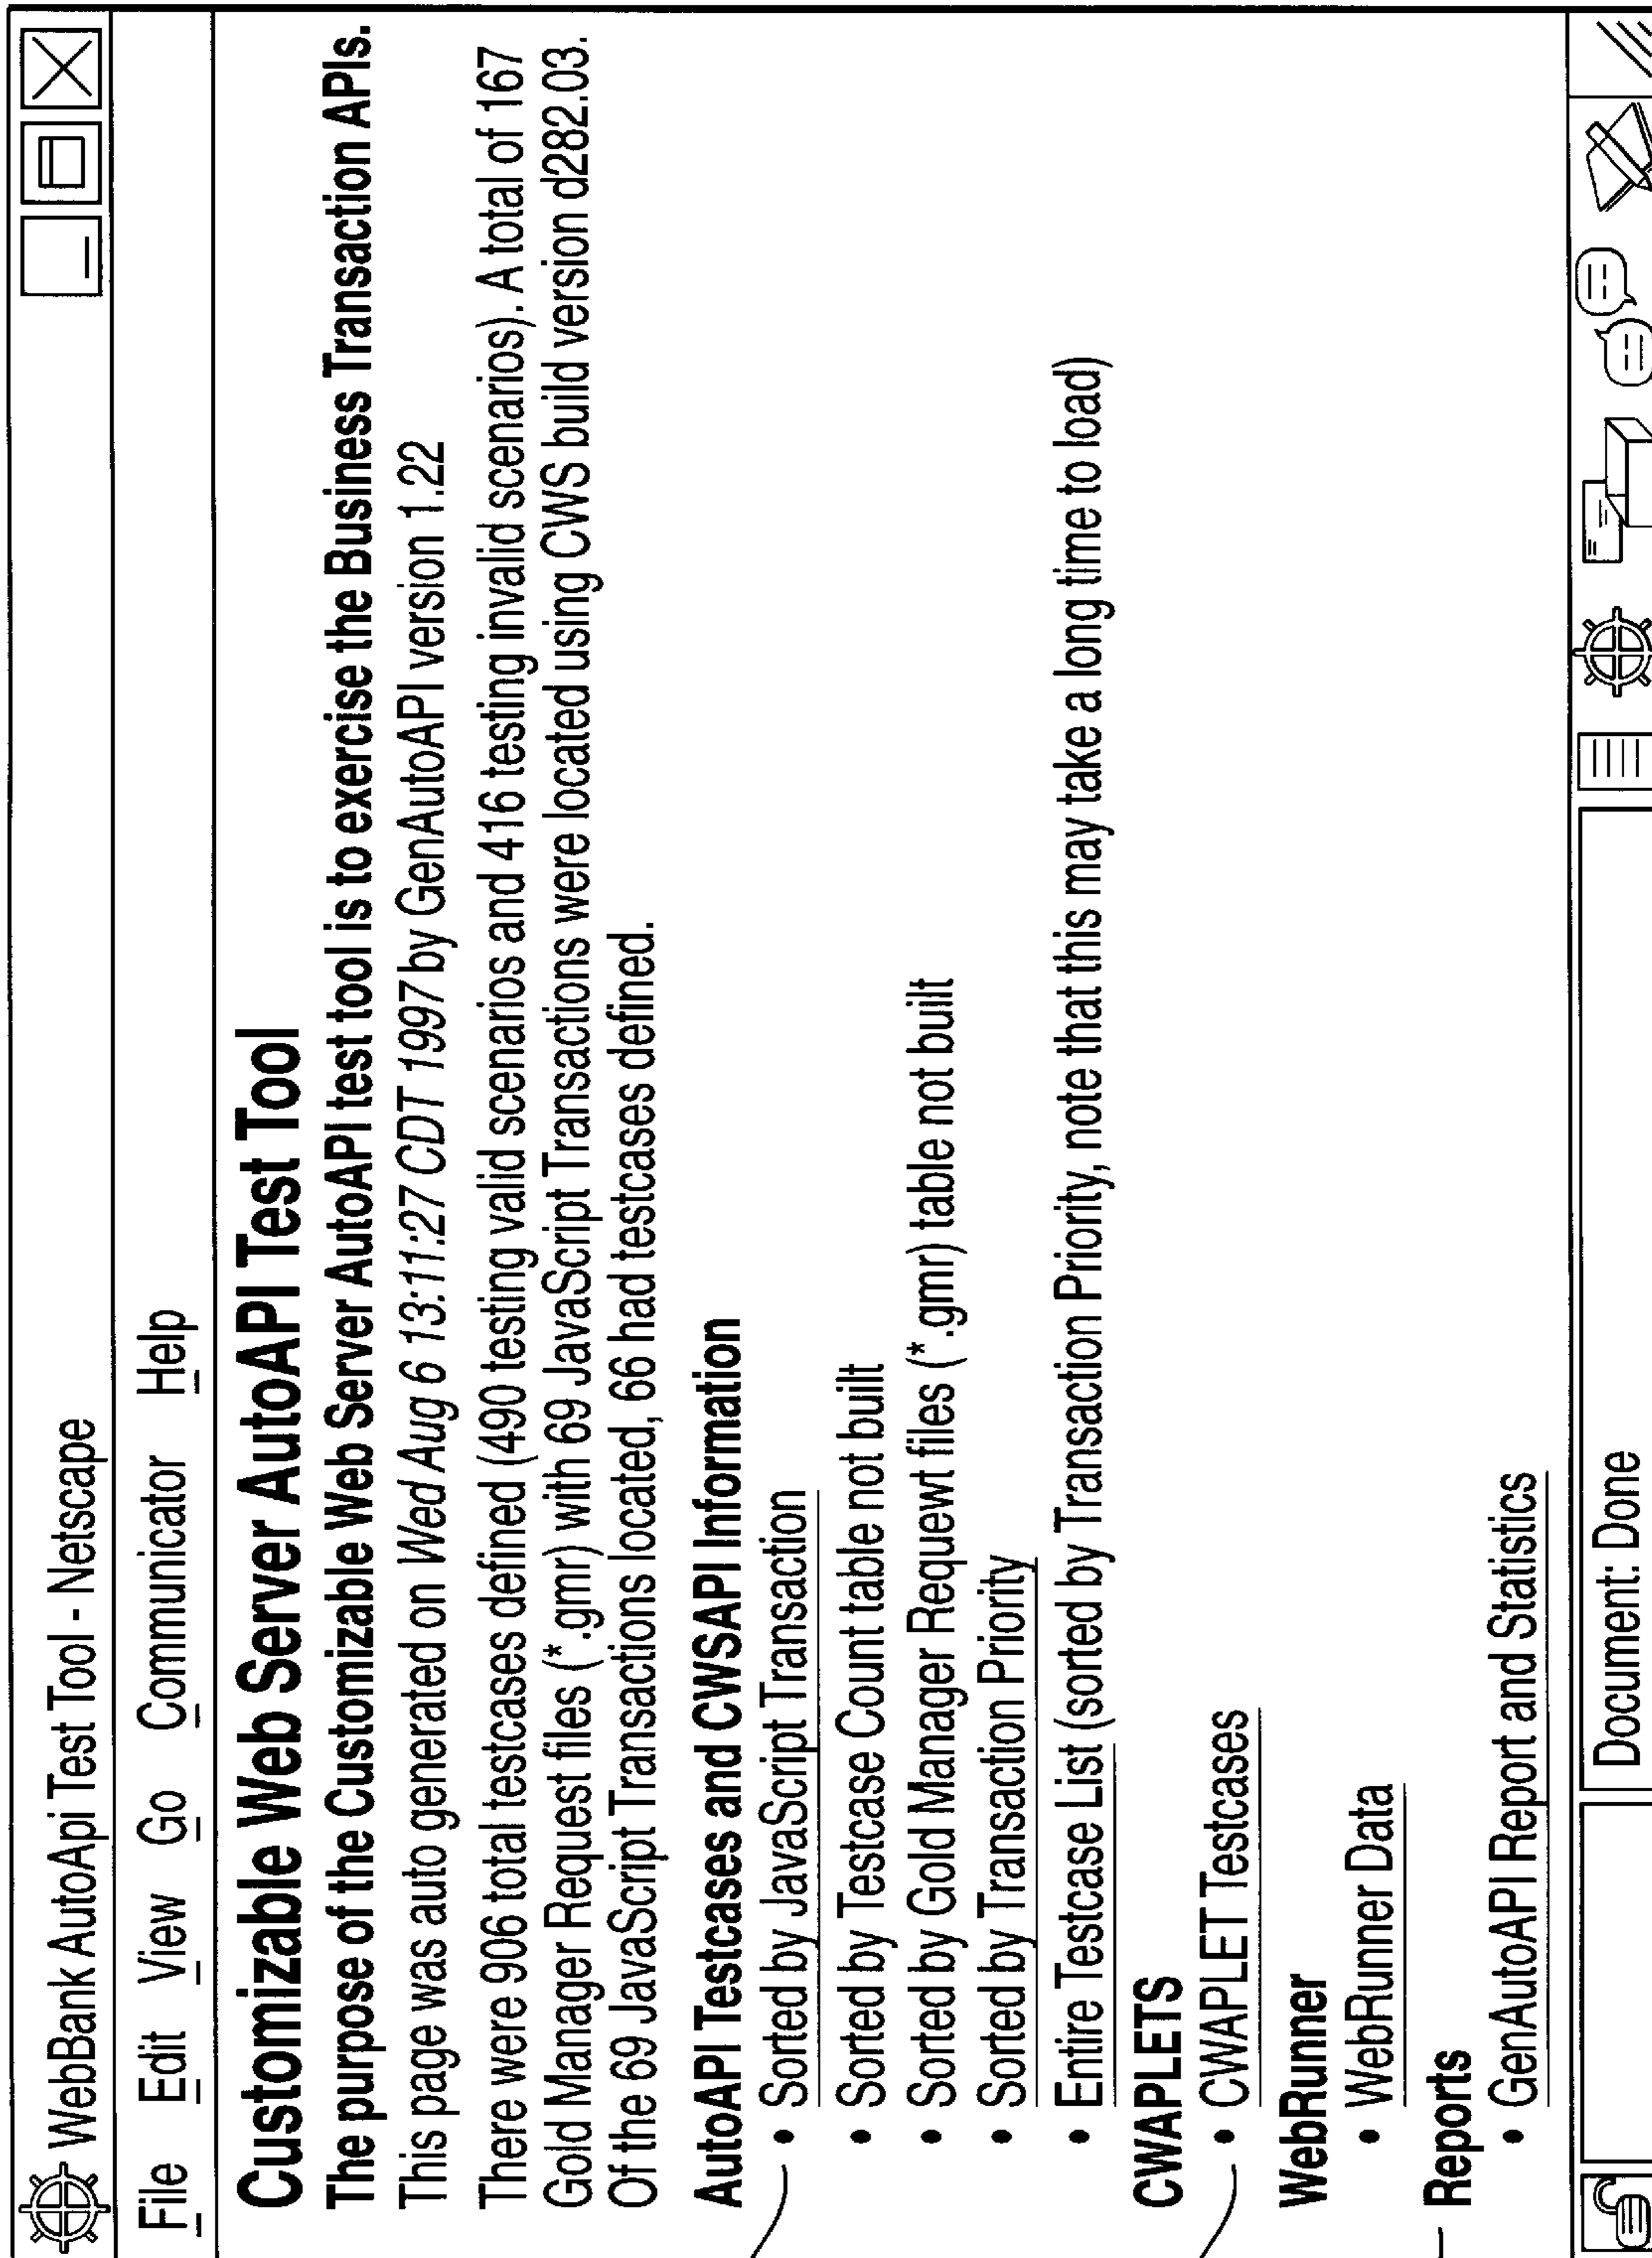 WebBank AutoApi Test Tool - Netscape
File Edit View Go Communicator Help
Customizable Web Server AutoAPI Test Tool
The purpose of the Customizable Web Server AutoAPI test tool is to exercise the Business Transaction APIs.
This page was auto generated on Wed Aug 6 13:11:27 CDT 1997 by GenAutoAPI version 1.22
There were 906 total testcases defined (490 testing valid scenarios and 416 testing invalid scenarios). A total of 167
Gold Manager Request files (*.gmr) with 69 JavaScript Transactions were located using CWS build version d282.03.
Of the 69 JavaScript Transactions located, 66 had testcases defined.
AutoAPI Testcases and CWSAPI Information
• Sorted by JavaScript Transaction
• Sorted by Testcase Count table not built
• Sorted by Gold Manager Requewt files (*.gmr) table not built
• Sorted by Transaction Priority
• Entire Testcase List (sorted by Transaction Priority, note that this may take a long time to load)
CWAPLETS
• CWAPLET Testcases
WebRunner
• WebRunner Data
Reports
• GenAutoAPI Report and Statistics
Document: Done